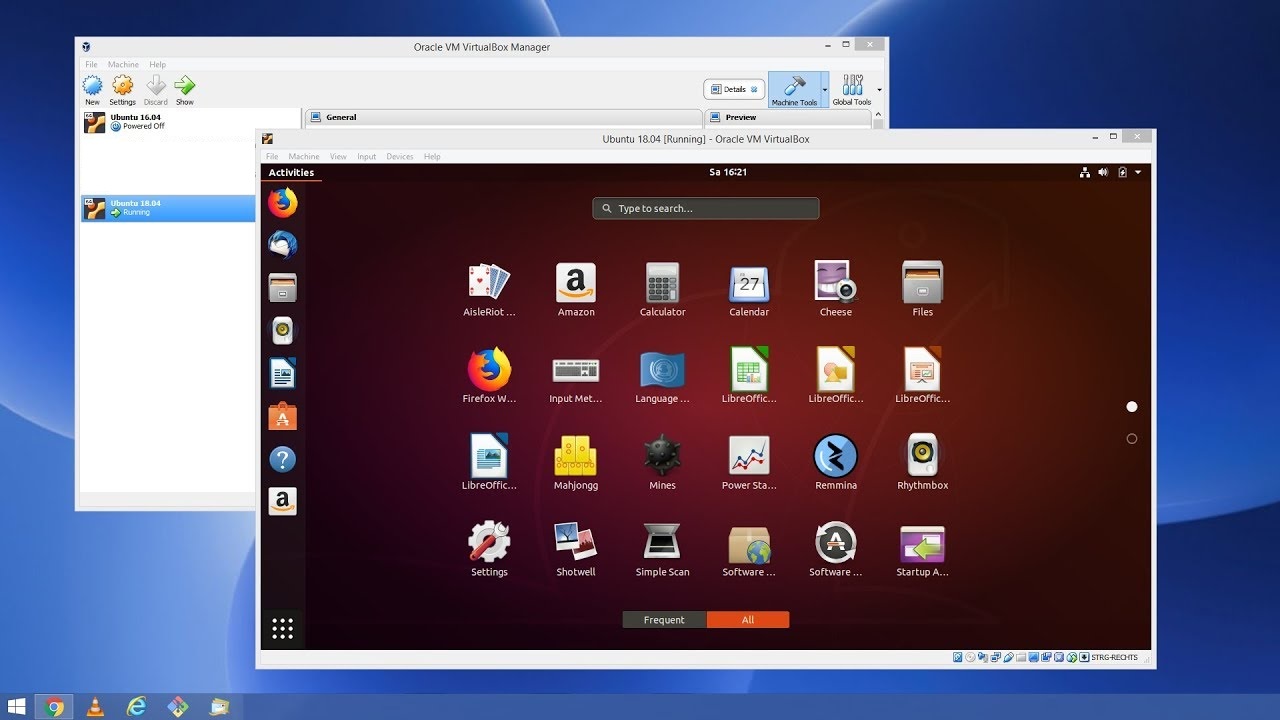 Oracle VM VirtualBox Manager
File Machine Help
New Settings Discard Show
Details
Machine Tools
Global Tools
Ubuntu 16.04
Powered Off
General
Preview
Ubuntu 18.04
Running
Ubuntu 18.04 [Running] - Oracle VM VirtualBox
File Machine View Input Devices Help
Activities
Sa 16:21
Type to search...
AisleRiot ...
Amazon
Calculator
27
Calendar
Cheese
Files
Firefox W...
Input Met...
Language ...
LibreOffic...
LibreOffic...
LibreOffic...
LibreOffic...
Mahjongg
Mines
Power Sta...
Remmina
Rhythmbox
Settings
Shotwell
Simple Scan
Software ...
Software ...
Startup A...
Frequent
All
STRG-RECHTS